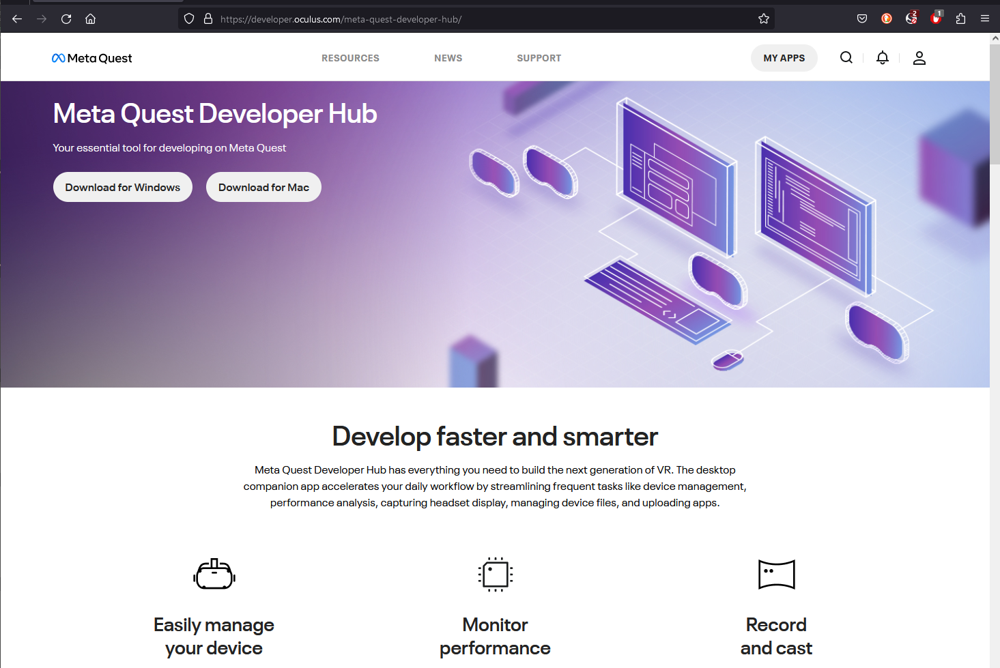 https://developer.oculus.com/meta-quest-developer-hub/
2
1
Meta Quest
RESOURCES
NEWS
SUPPORT
MY APPS
Meta Quest Developer Hub
Your essential tool for developing on Meta Quest
Download for Windows
Download for Mac
Develop faster and smarter
Meta Quest Developer Hub has everything you need to build the next generation of VR. The desktop
companion app accelerates your daily workflow by streamlining frequent tasks like device management,
performance analysis, capturing headset display, managing device files, and uploading apps.
Easily manage
your device
Monitor
performance
Record
and cast